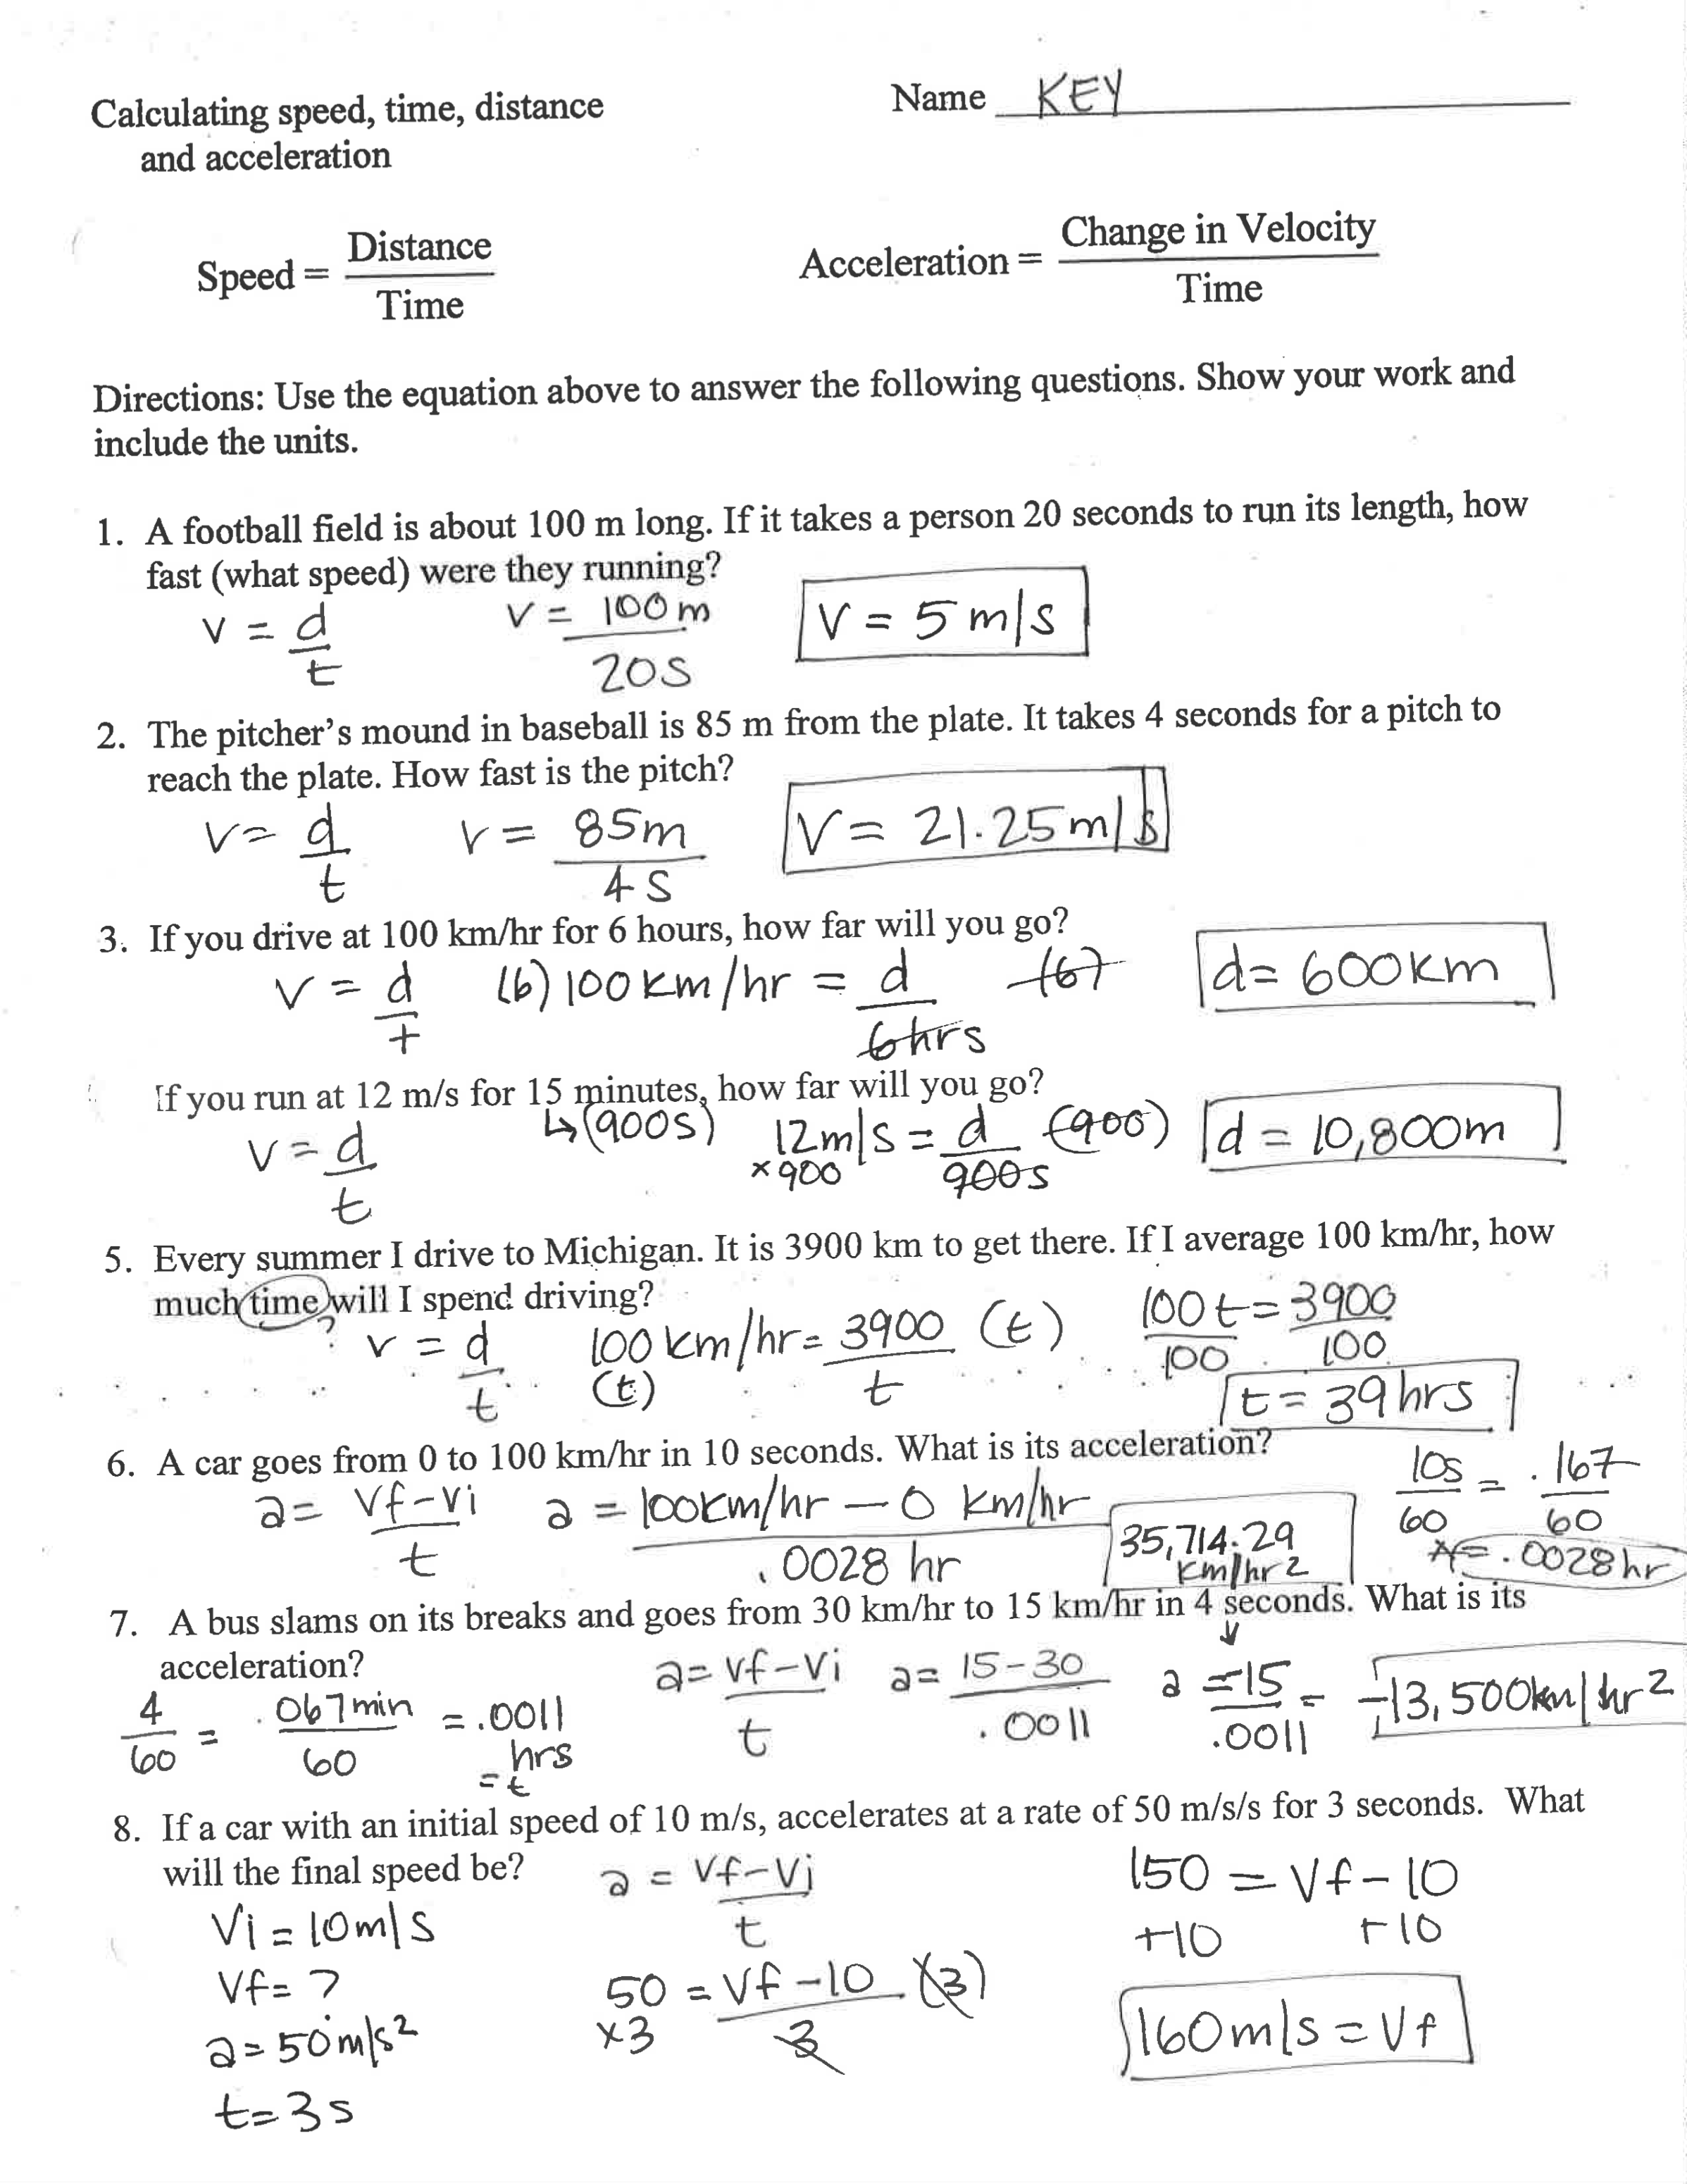 Calculating speed, time, distance
and acceleration
Name KEY
Speed = Distance / Time
Acceleration = Change in Velocity / Time
Directions: Use the equation above to answer the following questions. Show your work and
include the units.
1. A football field is about 100 m long. If it takes a person 20 seconds to run its length, how
fast (what speed) were they running?
v = d/t   v = 100m/20s   V = 5 m/s
2. The pitcher's mound in baseball is 85 m from the plate. It takes 4 seconds for a pitch to
reach the plate. How fast is the pitch?
v = d/t   v = 85m/4s   V = 21.25 m/s
3. If you drive at 100 km/hr for 6 hours, how far will you go?
v = d/t   (6) 100 km/hr = d/6hrs (6)   d = 600 km
If you run at 12 m/s for 15 minutes, how far will you go?
↳(900s)
v = d/t   12m/s = d/900s (900)   d = 10,800m
x900
5. Every summer I drive to Michigan. It is 3900 km to get there. If I average 100 km/hr, how
much time will I spend driving?
?
v = d/t   100 km/hr = 3900/t (t)   100t/100 = 3900/100
(t)
t = 39 hrs
6. A car goes from 0 to 100 km/hr in 10 seconds. What is its acceleration?
a = Vf-Vi/t   a = 100km/hr - 0 km/hr/.0028 hr   35,714.29 km/hr2   10s/60 = .167/60
= .0028 hr
7. A bus slams on its breaks and goes from 30 km/hr to 15 km/hr in 4 seconds. What is its
acceleration?
4/60 = .067min/60 = .0011 hrs = t   a = Vf-Vi/t   a = 15-30/.0011   a = -15/.0011 = -13,500km/hr2
8. If a car with an initial speed of 10 m/s, accelerates at a rate of 50 m/s/s for 3 seconds. What
will the final speed be?
a = Vf-Vi/t   150 = Vf-10
Vi = 10m/s   +10   +10
Vf = ?   50 = Vf-10/3 (3)
x3
a = 50m/s2   160m/s = Vf
t = 3s